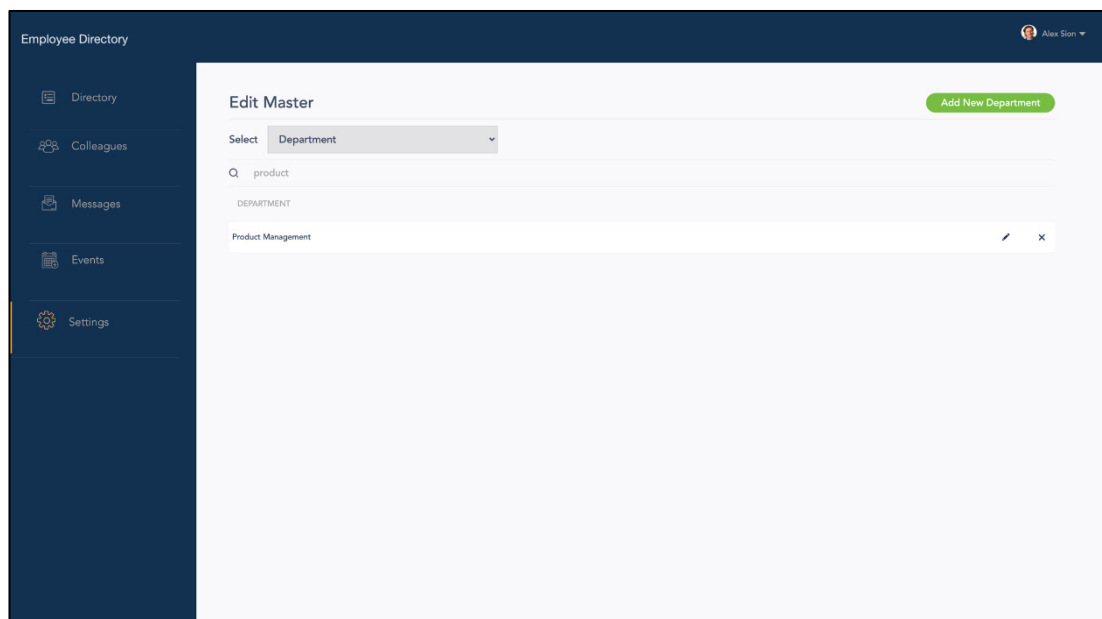 Employee Directory
Alex Sion
Directory
Colleagues
Messages
Events
Settings
Edit Master
Add New Department
Select Department
product
DEPARTMENT
Product Management